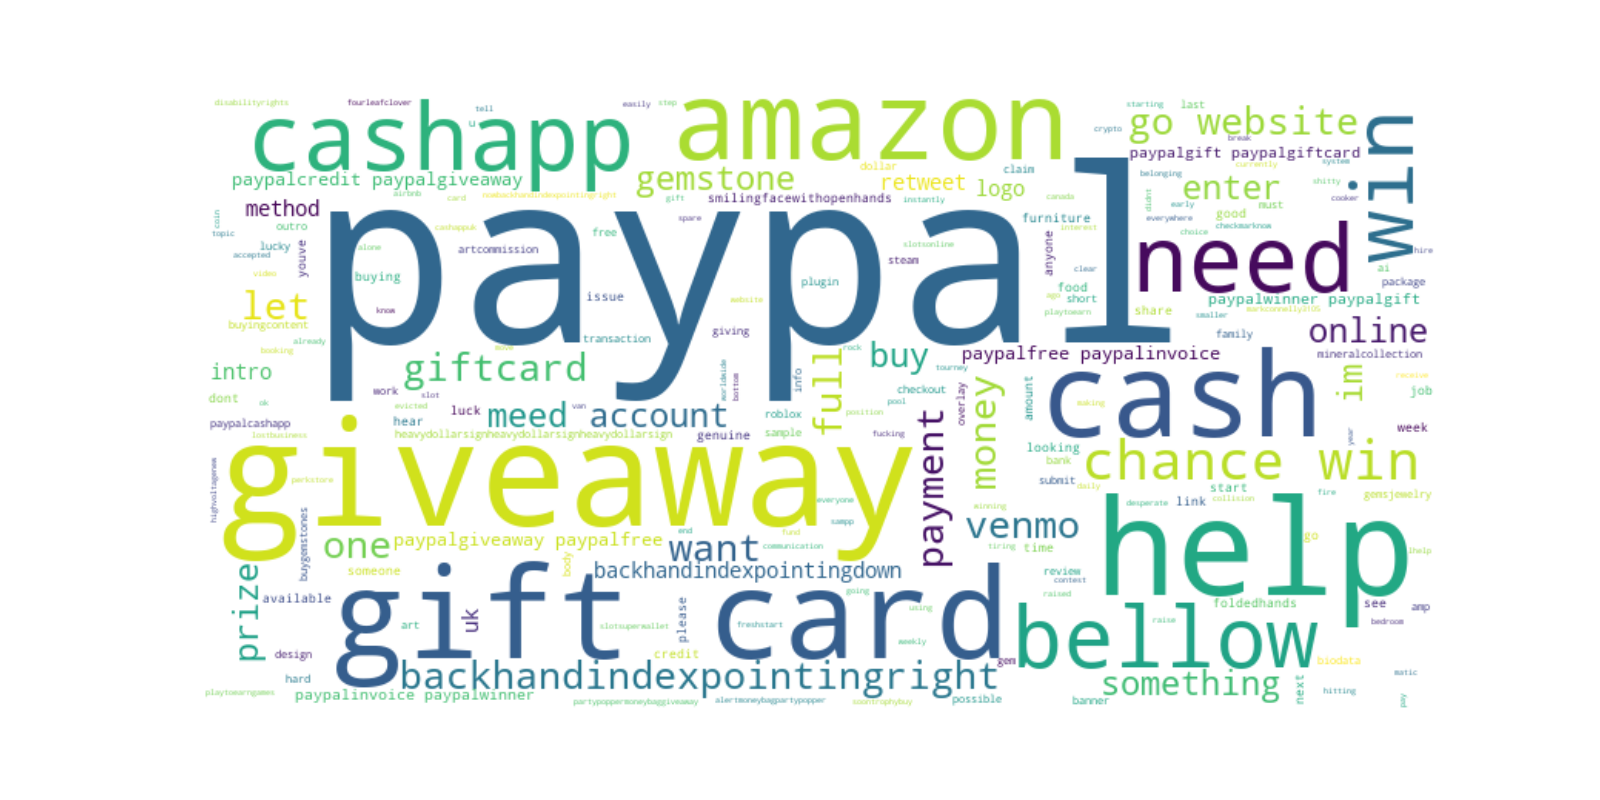 disabilityrights
fourleafclover
tell
easily
step
starting
last
cashapp
u
amazon
crypto
go website
break
win
paypalgift paypalgiftcard
system
paypalcredit paypalgiveaway
gemstone
dollar
claim
retweet
logo
currently
belonging
enter
shitty
airbnb
card
smilingfacewithopenhands
instantly
canada
didnt
early
must
cooker
method
gift
coin
outro
topic
cashappuk
free
spare
furniture
everywhere
good
choice
checkmarknow
interest
paypal
need
lucky
accepted
youve
alone
artcommission
slotsonline
steam
anyone
hire
video
buying
plugin
clear
ai
package
food
short
ago
let
know
issue
website
playtoearn
share
paypalwinner paypalgift
smaller
buyingcontent
already
booking
move
transaction
giving
family
online
rock
buy
paypalfree paypalinvoice
mineralcollection
intro
giftcard
full
tourney
im
receive
dont
ok
work
slot
worldwide
bottom
info
checkout
overlay
money
amount
cash
making
job
evicted
van
luck
meed account
roblox
position
pool
paypalcashapp
hear
lostbusiness
heavydollarsignheavydollarsignheavydollarsign
genuine
sample
fucking
payment
looking
year
week
bank
chance win
giveaway
highvoltagenew
perkstore
submit
daily
start
collision
fire
gemsjewelry
everyone
winning
desperate
link
help
buygemstones
sampp
venmo
one
paypalgiveaway paypalfree
end
fund
want
communication
tiring
time
go
someone
body
backhandindexpointingdown
review
contest
prize
going
raised
available
gift card
uk
please
using
foldedhands
see
amp
art
slotsuperwallet
freshstart
weekly
bellow
raise
bedroom
design
credit
gem
biodata
hard
backhandindexpointingright
something
next
matic
hitting
playtoearngames
paypalinvoice paypalwinner
partypoppermoneybaggiveaway
alertmoneybagpartypopper
possible
banner
pay